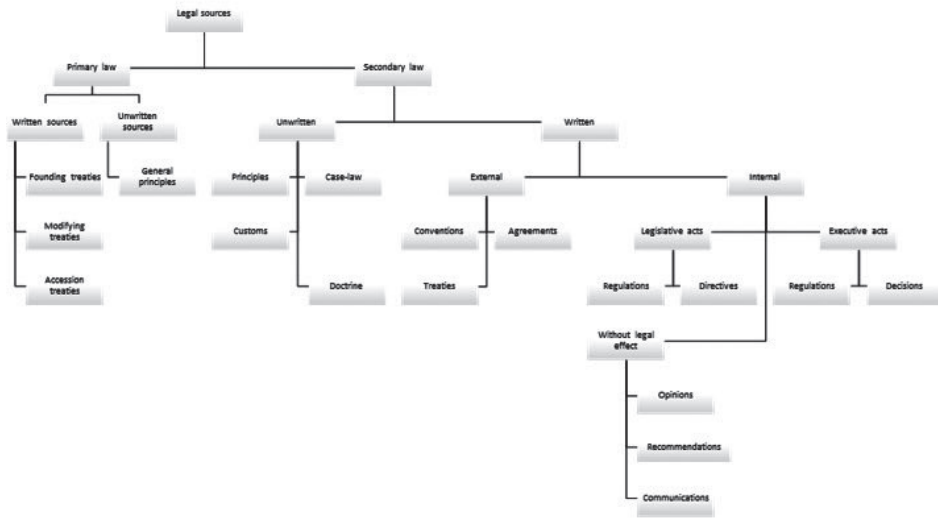 Legal sources
Primary law
Secondary law
Written sources
Unwritten
sources
Unwritten
Written
Founding treaties
General
principles
Principles
Case-law
External
Internal
Modifying
treaties
Customs
Conventions
Agreements
Legislative acts
Executive acts
Accession
treaties
Doctrine
Treaties
Regulations
Directives
Regulations
Decisions
Without legal
effect
Opinions
Recommendations
Communications